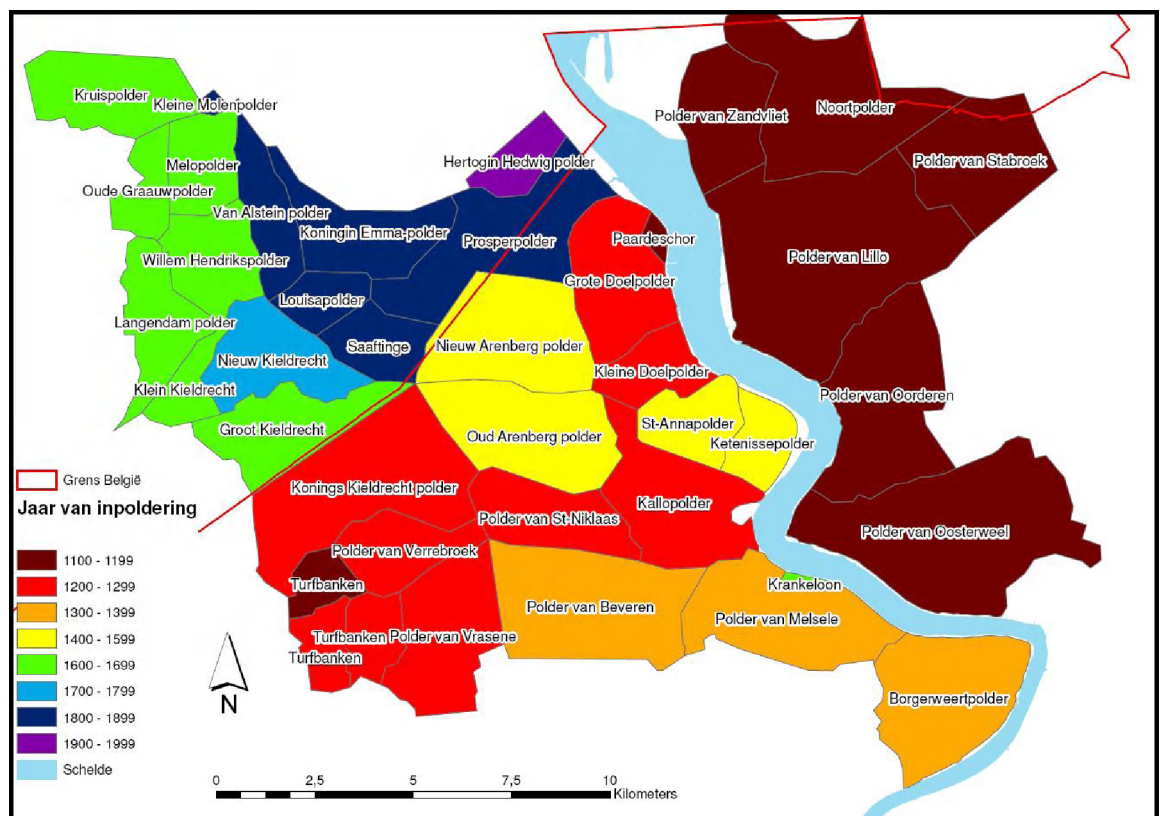 Kruispolder
Kleine Molenpolder
Polder van Zandvliet
Noortpolder
Hertogin Hedwig polder
Polder van Stabroek
Melopolder
Oude Graauwpolder
Van Alstein polder
Koningin Emma-polder
Prosperpolder
Paardeschor
Willem Hendrikspolder
Polder van Lillo
Grote Doelpolder
Louisapolder
Langendam polder
Saaftinge
Nieuw Arenberg polder
Nieuw Kieldrecht
Kleine Doelpolder
Klein Kieldrecht
Polder van Oorderen
St-Annapolder
Groot Kieldrecht
Oud Arenberg polder
Ketenissepolder
Konings Kieldrecht polder
Kallopolder
Polder van St-Niklaas
Polder van Oosterweel
Polder van Verrebroek
Turfbanken
Krankeloon
Polder van Beveren
Polder van Melsele
Turfbanken
Polder van Vrasene
Turfbanken
Borgerweertpolder
Grens België
Jaar van inpoldering
1100 - 1199
1200 - 1299
1300 - 1399
1400 - 1599
1600 - 1699
1700 - 1799
1800 - 1899
1900 - 1999
Schelde
N
0 2,5 5 7,5 10
Kilometers